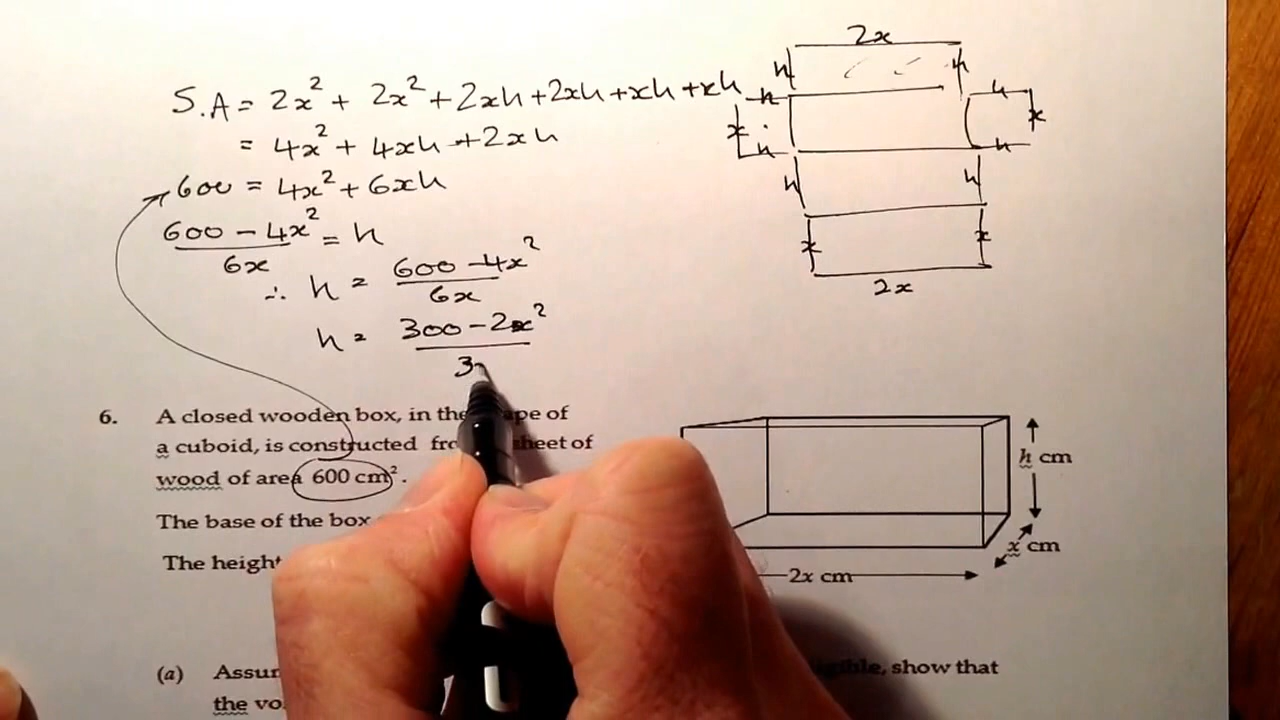 S.A = 2x² + 2x² + 2xh + 2xh + xh + xh
= 4x² + 4xh + 2xh
600 = 4x² + 6xh
600 - 4x² / 6x = h
∴ h = 600 - 4x² / 6x
h = 300 - 2x² / 3
2x
h h
h h
x x
h h
h h
x x
2x
6. A closed wooden box, in the of
a cuboid, is constructed sheet of
wood of area 600 cm².
The base of the box
The height
h cm
x cm
2x cm
(a) show that
the